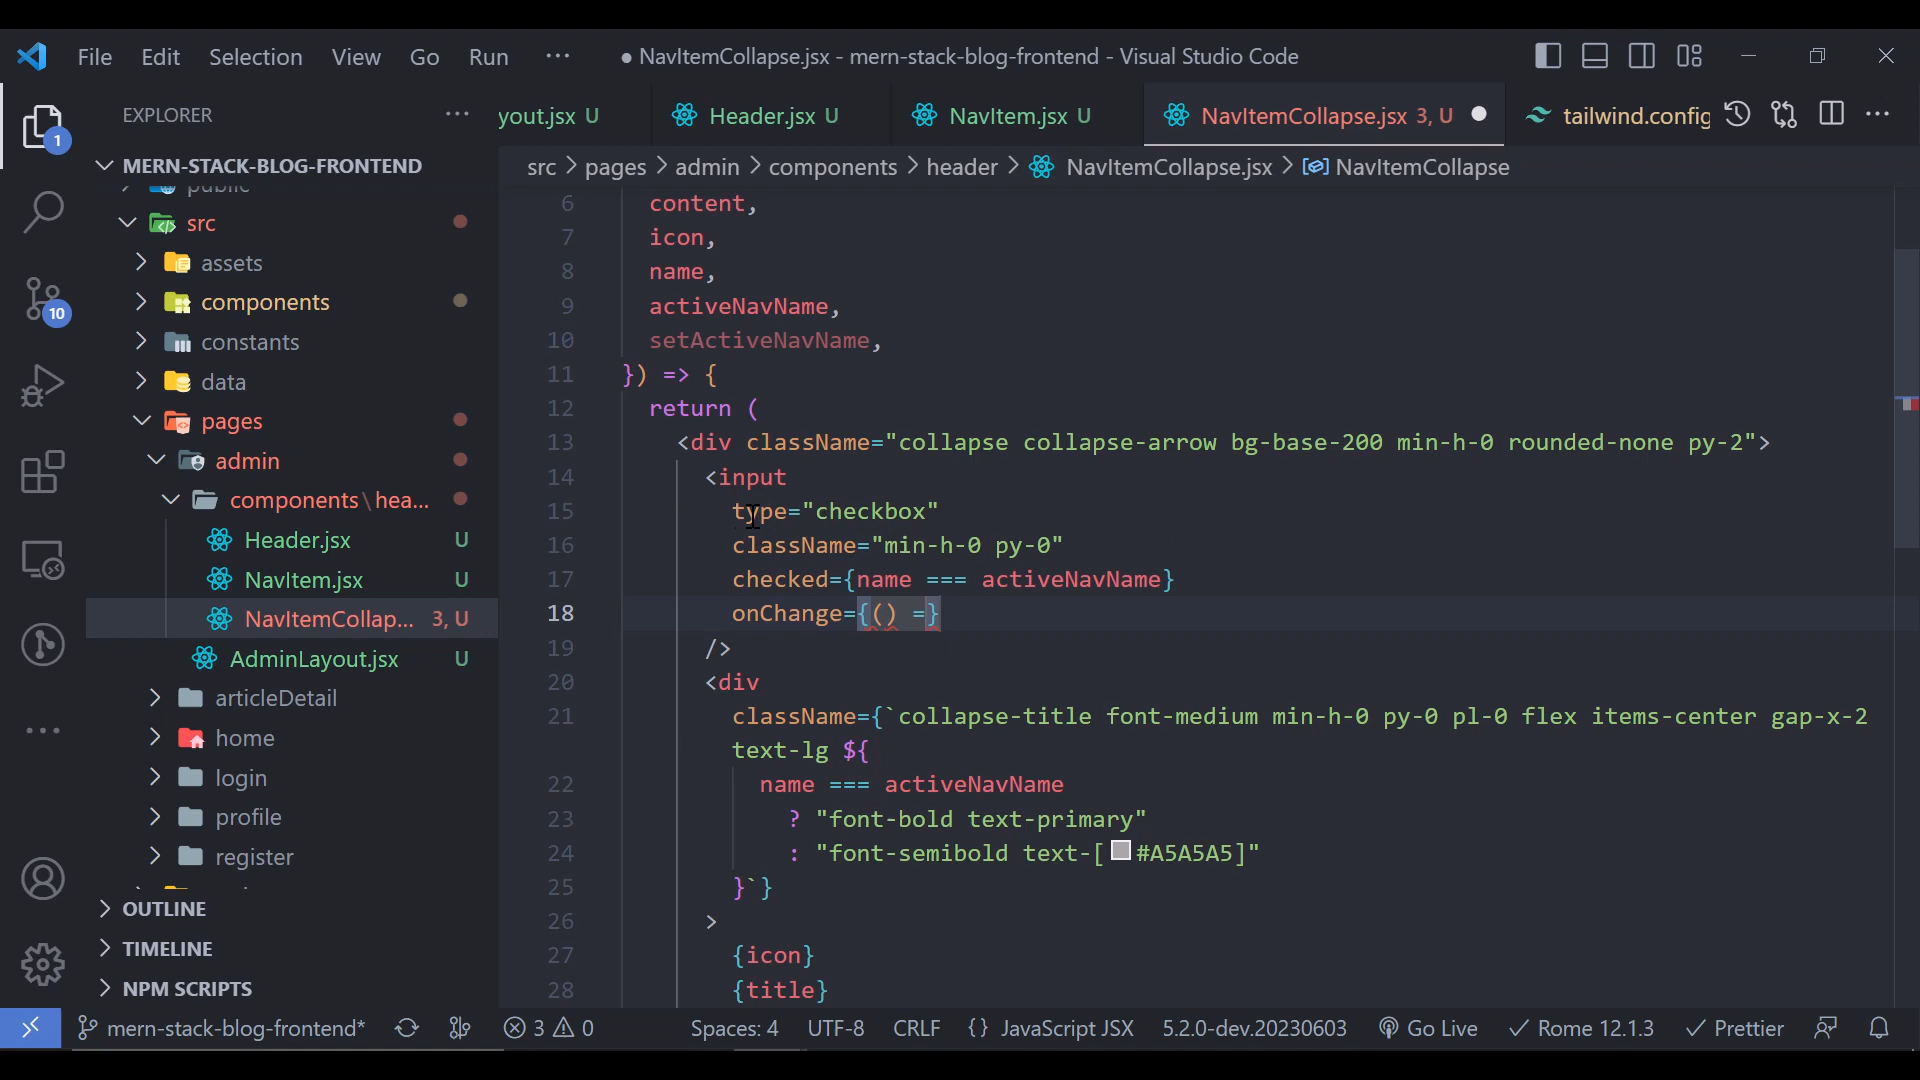 File Edit Selection View Go Run ··· ● NavItemCollapse.jsx - mern-stack-blog-frontend - Visual Studio Code
EXPLORER ···
yout.jsx U Header.jsx U NavItem.jsx U NavItemCollapse.jsx 3, U tailwind.config ···
1
MERN-STACK-BLOG-FRONTEND
src > pages > admin > components > header > NavItemCollapse.jsx > NavItemCollapse
public
src
assets
components
constants
data
pages
admin
components\hea...
Header.jsx U
NavItem.jsx U
NavItemCollap... 3, U
AdminLayout.jsx U
articleDetail
home
login
profile
register
OUTLINE
TIMELINE
NPM SCRIPTS
10
6 content,
7 icon,
8 name,
9 activeNavName,
10 setActiveNavName,
11 }) => {
12 return (
13 <div className="collapse collapse-arrow bg-base-200 min-h-0 rounded-none py-2">
14 <input
15 type="checkbox"
16 className="min-h-0 py-0"
17 checked={name === activeNavName}
18 onChange={() =}
19 />
20 <div
21 className={`collapse-title font-medium min-h-0 py-0 pl-0 flex items-center gap-x-2
text-lg ${
22 name === activeNavName
23 ? "font-bold text-primary"
24 : "font-semibold text-[#A5A5A5]"
25 }`}
26 >
27 {icon}
28 {title}
mern-stack-blog-frontend* 3 0 Spaces: 4 UTF-8 CRLF {} JavaScript JSX 5.2.0-dev.20230603 Go Live Rome 12.1.3 Prettier